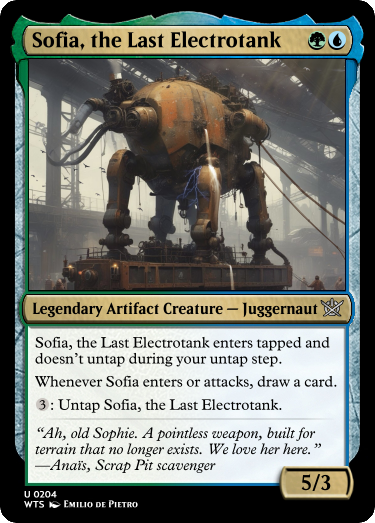 Sofia, the Last Electrotank
Legendary Artifact Creature — Juggernaut
Sofia, the Last Electrotank enters tapped and
doesn't untap during your untap step.
Whenever Sofia enters or attacks, draw a card.
3: Untap Sofia, the Last Electrotank.
"Ah, old Sophie. A pointless weapon, built for
terrain that no longer exists. We love her here."
—Anaïs, Scrap Pit scavenger
5/3
U 0204
WTS Emilio de Pietro